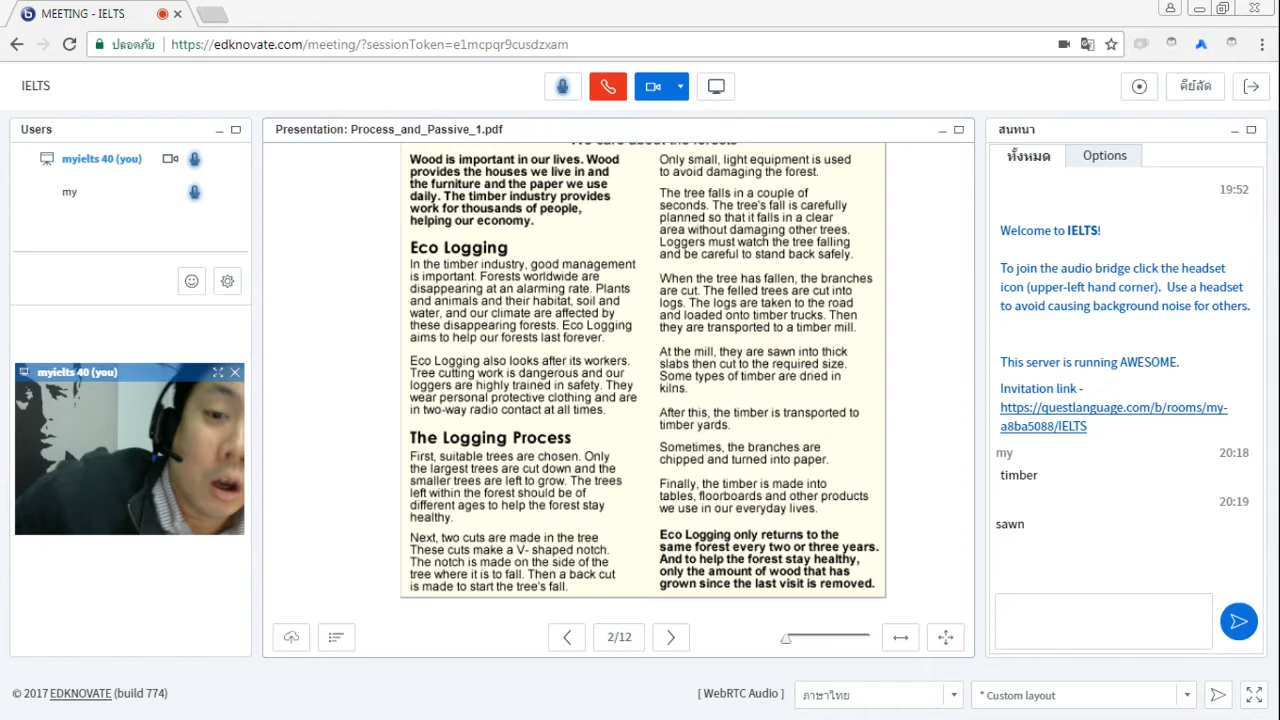 MEETING - IELTS
ปลอดภัย
https://edknovate.com/meeting/?sessionToken=e1mcpqr9cusdzxam
IELTS
คีย์ลัด
Users
myielts 40 (you)
my
myielts 40 (you)
Presentation: Process_and_Passive_1.pdf
We care about the forests
Wood is important in our lives. Wood
provides the houses we live in and
the furniture and the paper we use
daily. The timber industry provides
work for thousands of people,
helping our economy.
Eco Logging
In the timber industry, good management
is important. Forests worldwide are
disappearing at an alarming rate. Plants
and animals and their habitat, soil and
water, and our climate are affected by
these disappearing forests. Eco Logging
aims to help our forests last forever.
Eco Logging also looks after its workers.
Tree cutting work is dangerous and our
loggers are highly trained in safety. They
wear personal protective clothing and are
in two-way radio contact at all times.
The Logging Process
First, suitable trees are chosen. Only
the largest trees are cut down and the
smaller trees are left to grow. The trees
left within the forest should be of
different ages to help the forest stay
healthy.
Next, two cuts are made in the tree
These cuts make a V- shaped notch.
The notch is made on the side of the
tree where it is to fall. Then a back cut
is made to start the tree's fall.
Only small, light equipment is used
to avoid damaging the forest.
The tree falls in a couple of
seconds. The tree's fall is carefully
planned so that it falls in a clear
area without damaging other trees.
Loggers must watch the tree falling
and be careful to stand back safely.
When the tree has fallen, the branches
are cut. The felled trees are cut into
logs. The logs are taken to the road
and loaded onto timber trucks. Then
they are transported to a timber mill.
At the mill, they are sawn into thick
slabs then cut to the required size.
Some types of timber are dried in
kilns.
After this, the timber is transported to
timber yards.
Sometimes, the branches are
chipped and turned into paper.
Finally, the timber is made into
tables, floorboards and other products
we use in our everyday lives.
Eco Logging only returns to the
same forest every two or three years.
And to help the forest stay healthy,
only the amount of wood that has
grown since the last visit is removed.
2/12
สนทนา
ทั้งหมด
Options
19:52
Welcome to IELTS!
To join the audio bridge click the headset
icon (upper-left hand corner). Use a headset
to avoid causing background noise for others.
This server is running AWESOME.
Invitation link -
https://questlanguage.com/b/rooms/my-
a8ba5088/IELTS
my 20:18
timber
20:19
sawn
© 2017 EDKNOVATE (build 774)
[ WebRTC Audio ]
ภาษาไทย
* Custom layout